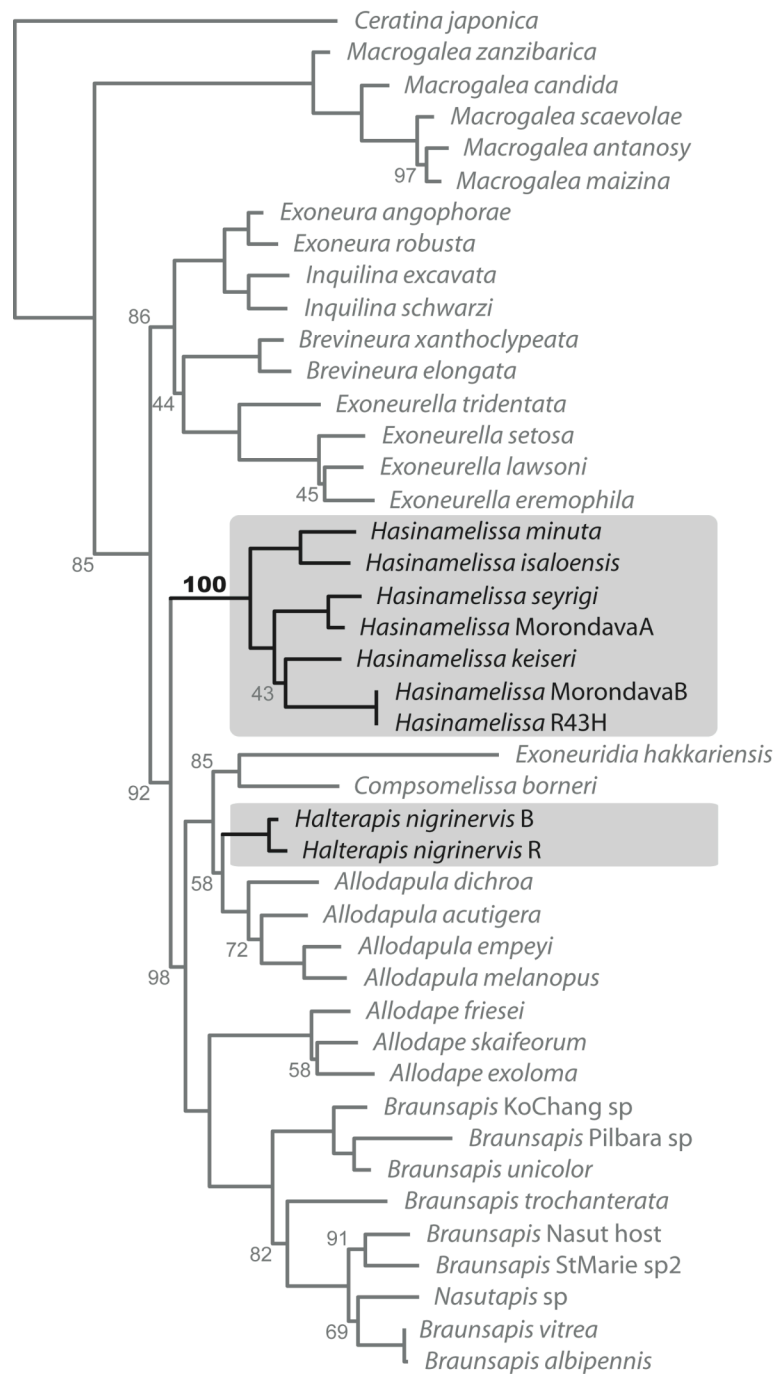 Ceratina japonica
Macrogalea zanzibarica
Macrogalea candida
Macrogalea scaevolae
Macrogalea antanosy
97
Macrogalea maizina
Exoneura angophorae
Exoneura robusta
Inquilina excavata
Inquilina schwarzi
86
Brevineura xanthoclypeata
Brevineura elongata
44
Exoneurella tridentata
Exoneurella setosa
Exoneurella lawsoni
45
Exoneurella eremophila
Hasinamelissa minuta
85
Hasinamelissa isaloensis
100
Hasinamelissa seyrigi
Hasinamelissa MorondavaA
Hasinamelissa keiseri
43
Hasinamelissa MorondavaB
Hasinamelissa R43H
85
Exoneuridia hakkariensis
Compsomelissa borneri
92
Halterapis nigrinervis B
Halterapis nigrinervis R
58
Allodapula dichroa
Allodapula acutigera
72
Allodapula empeyi
98
Allodapula melanopus
Allodape friesei
Allodape skaiferorum
58
Allodape exoloma
Braunsapis KoChang sp
Braunsapis Pilbara sp
Braunsapis unicolor
Braunsapis trochanterata
91
Braunsapis Nasut host
82
Braunsapis StMarie sp2
Nasutapis sp
69
Braunsapis vitrea
Braunsapis albipennis